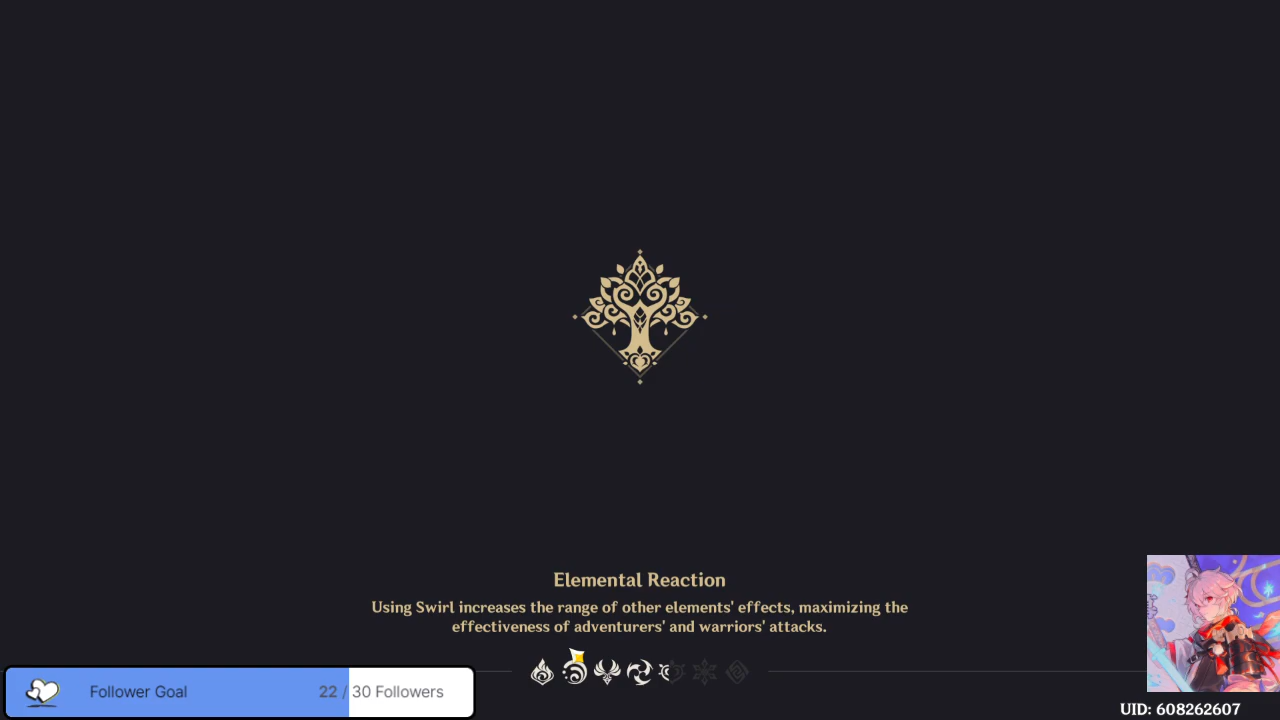 Elemental Reaction
Using Swirl increases the range of other elements' effects, maximizing the
effectiveness of adventurers' and warriors' attacks.
Follower Goal
22 / 30 Followers
UID: 608262607